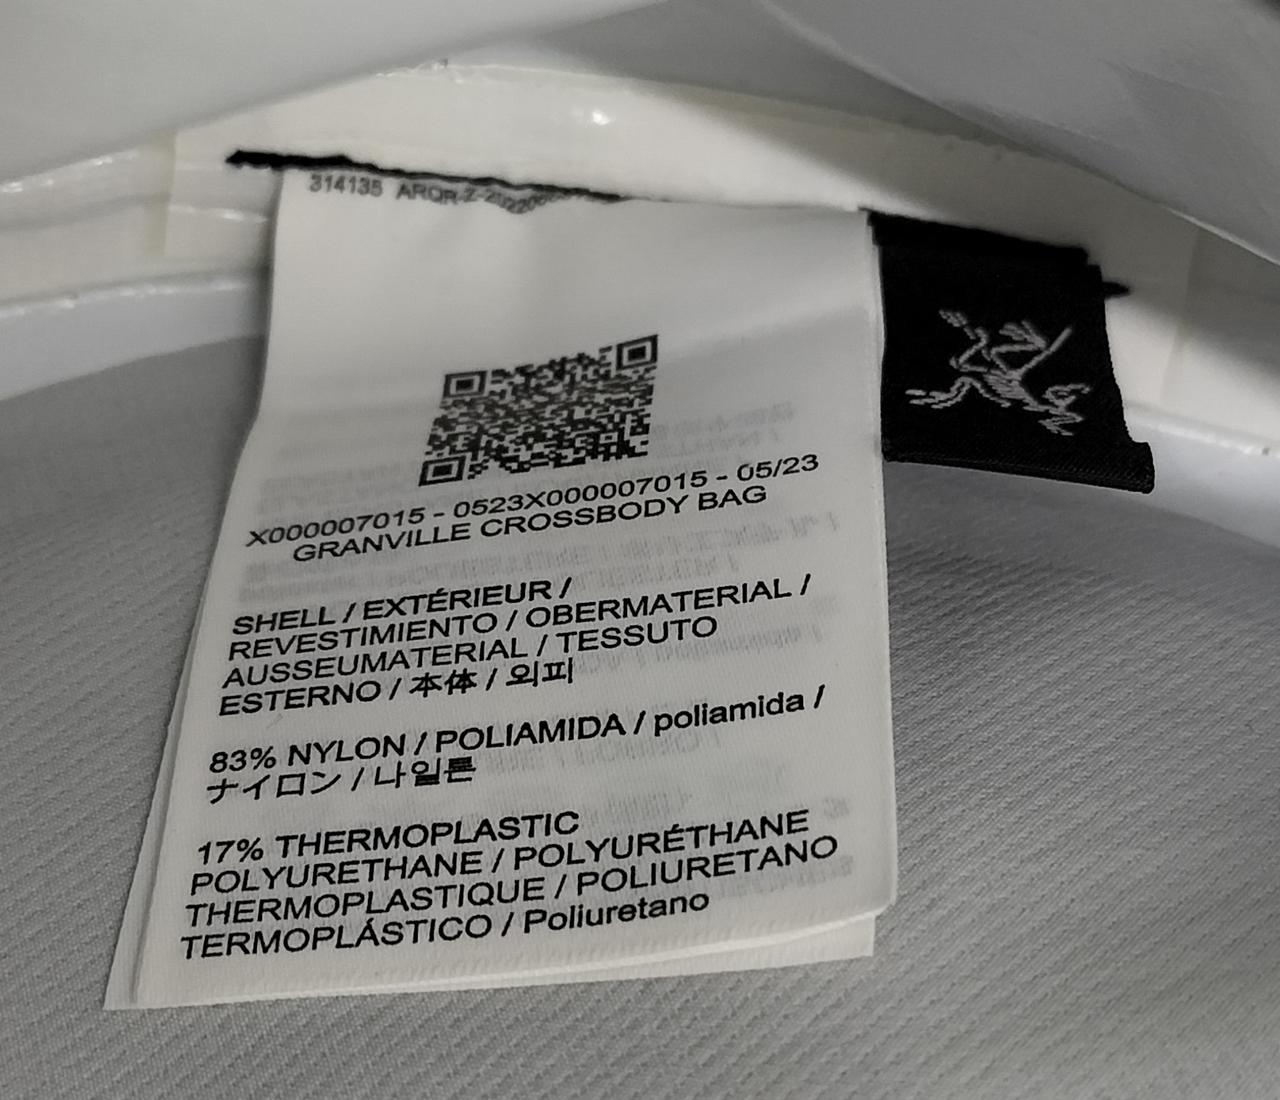 314135 ARQR-Z-
X000007015 - 0523X000007015 - 05/23
GRANVILLE CROSSBODY BAG
SHELL / EXTÉRIEUR /
REVESTIMIENTO / OBERMATERIAL /
AUSSEUMATERIAL / TESSUTO
ESTERNO / 本体 / 외피
83% NYLON / POLIAMIDA / poliamida /
ナイロン / 나일론
17% THERMOPLASTIC
POLYURETHANE / POLYURÉTHANE
THERMOPLASTIQUE / POLIURETANO
TERMOPLÁSTICO / Poliuretano